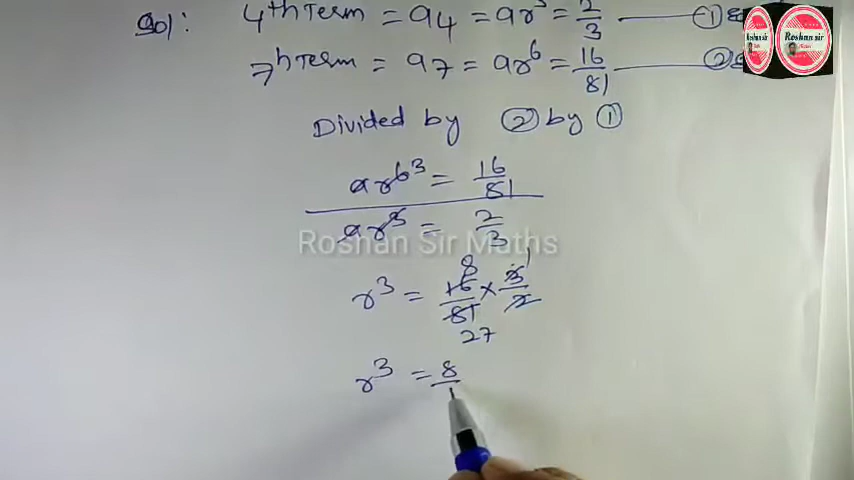 Sol: 4th Term = a4 = ar³ = 2/3 ——— ①
7th Term = a7 = ar⁶ = 16/81 ——— ②
Roshan sir Roshan sir
Divided by ② by ①
ar⁶ ³ = 16/81
ar³ = 2/3
Roshan Sir Maths
8 1
r³ = 16/81 × 3/2
27
r³ = 8/